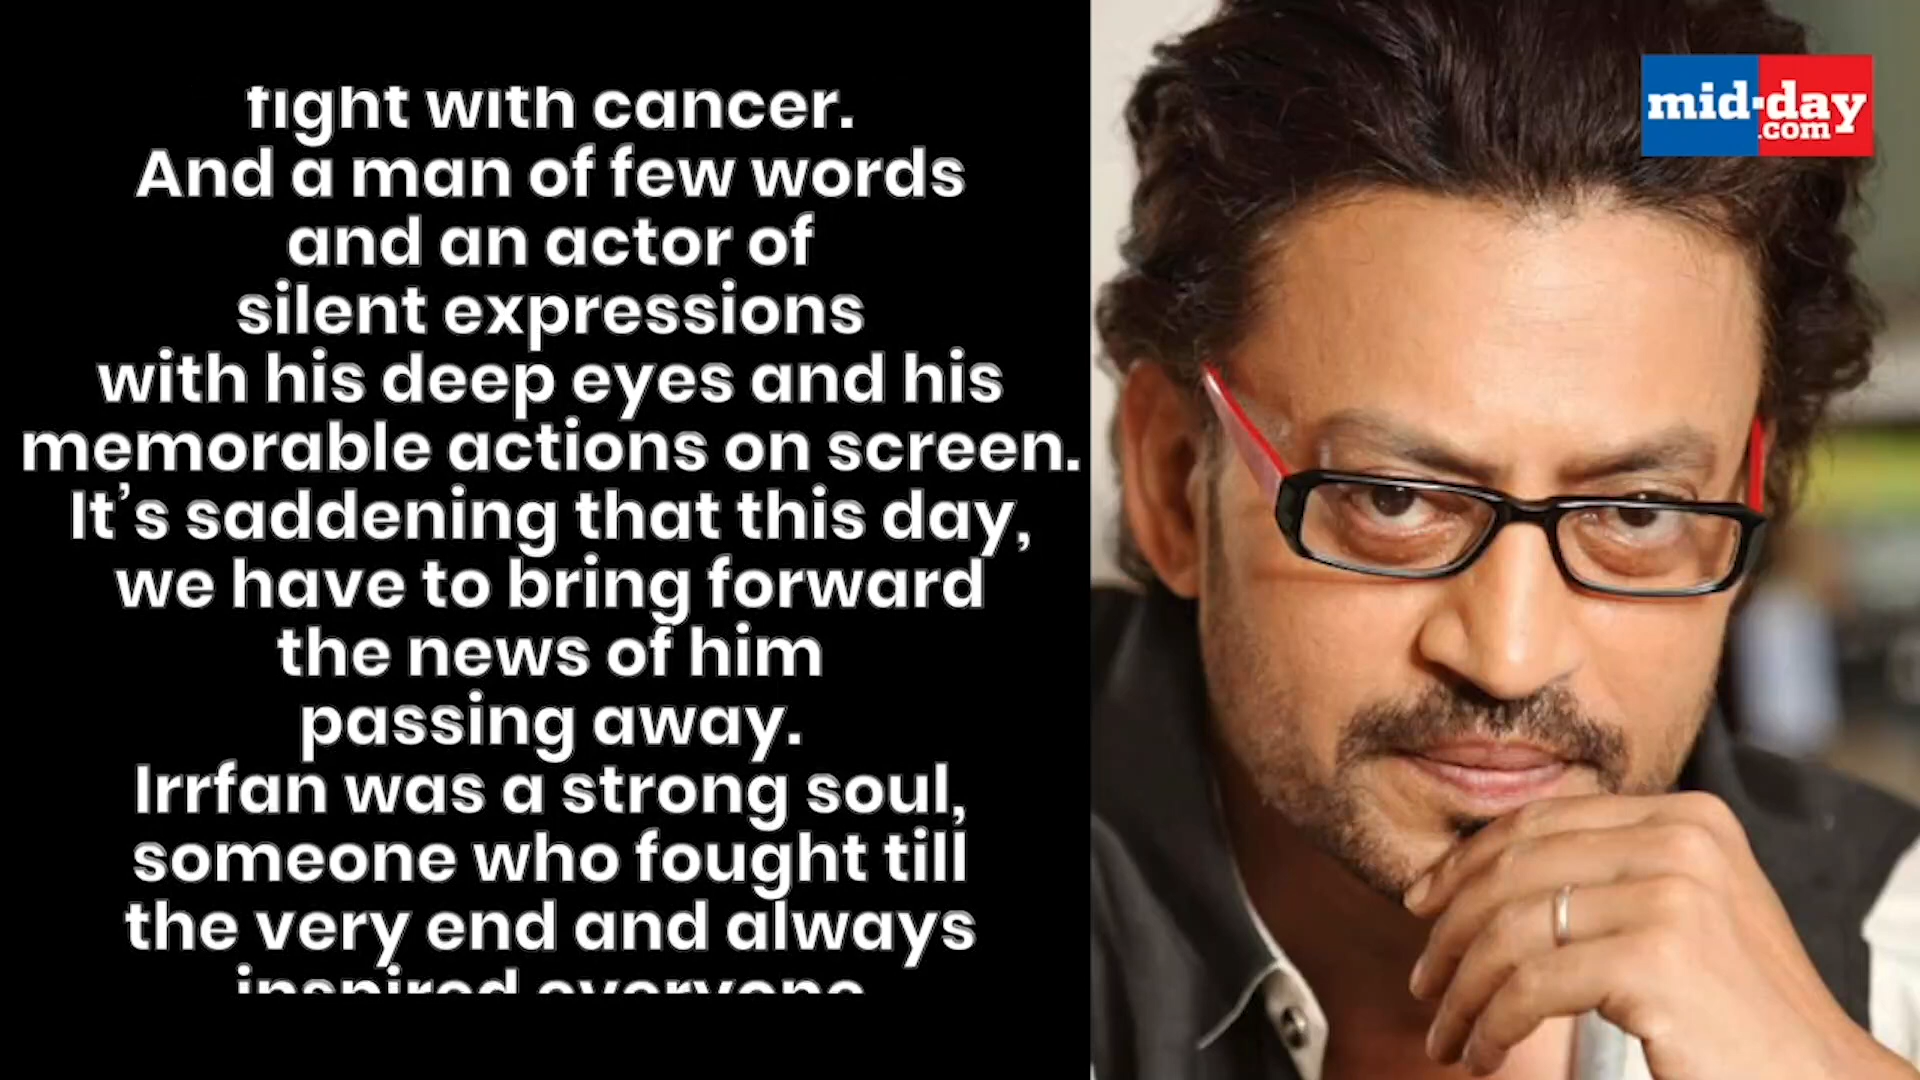 fight with cancer.
And a man of few words
and an actor of
silent expressions
with his deep eyes and his
memorable actions on screen.
It's saddening that this day,
we have to bring forward
the news of him
passing away.
Irrfan was a strong soul,
someone who fought till
the very end and always
inspired everyone
mid-day
.com